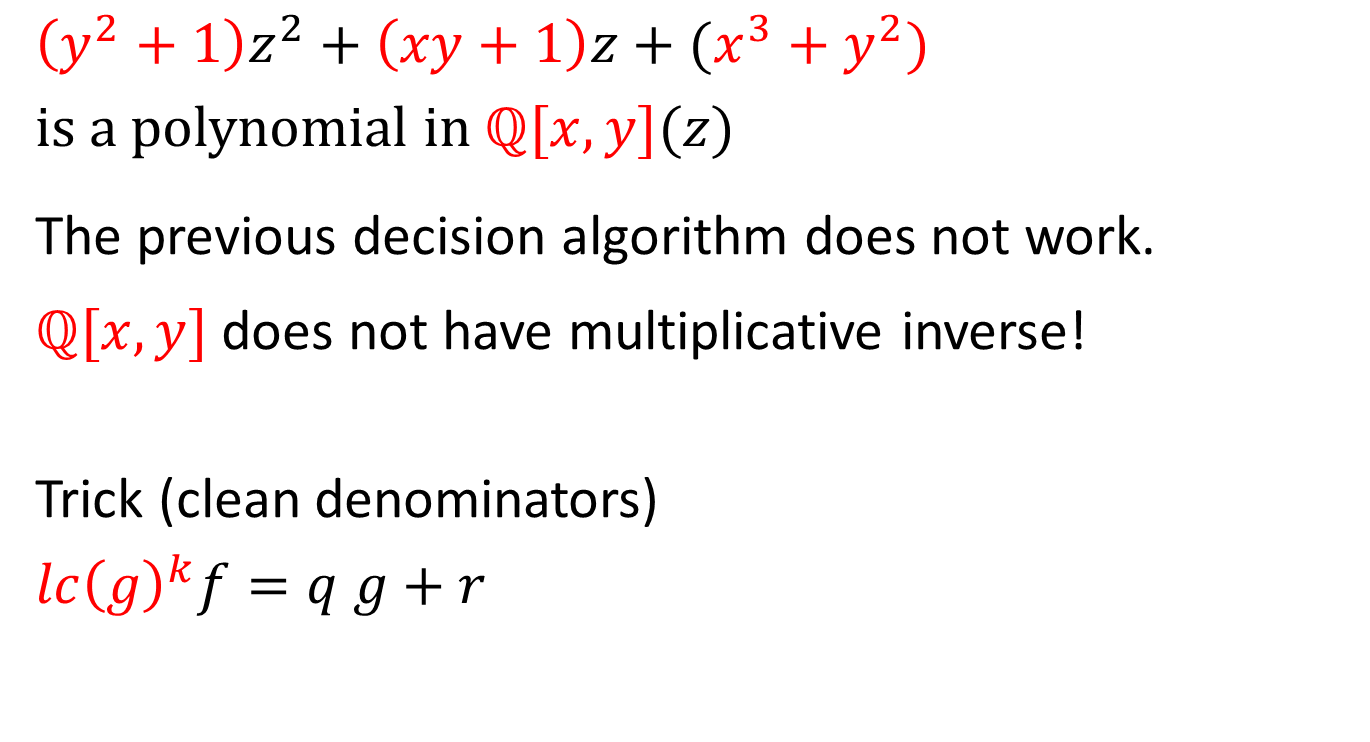 (y² + 1)z² + (xy + 1)z + (x³ + y²)
is a polynomial in ℚ[x, y](z)
The previous decision algorithm does not work.
ℚ[x, y] does not have multiplicative inverse!
Trick (clean denominators)
lc(g)ᵏf = q g + r